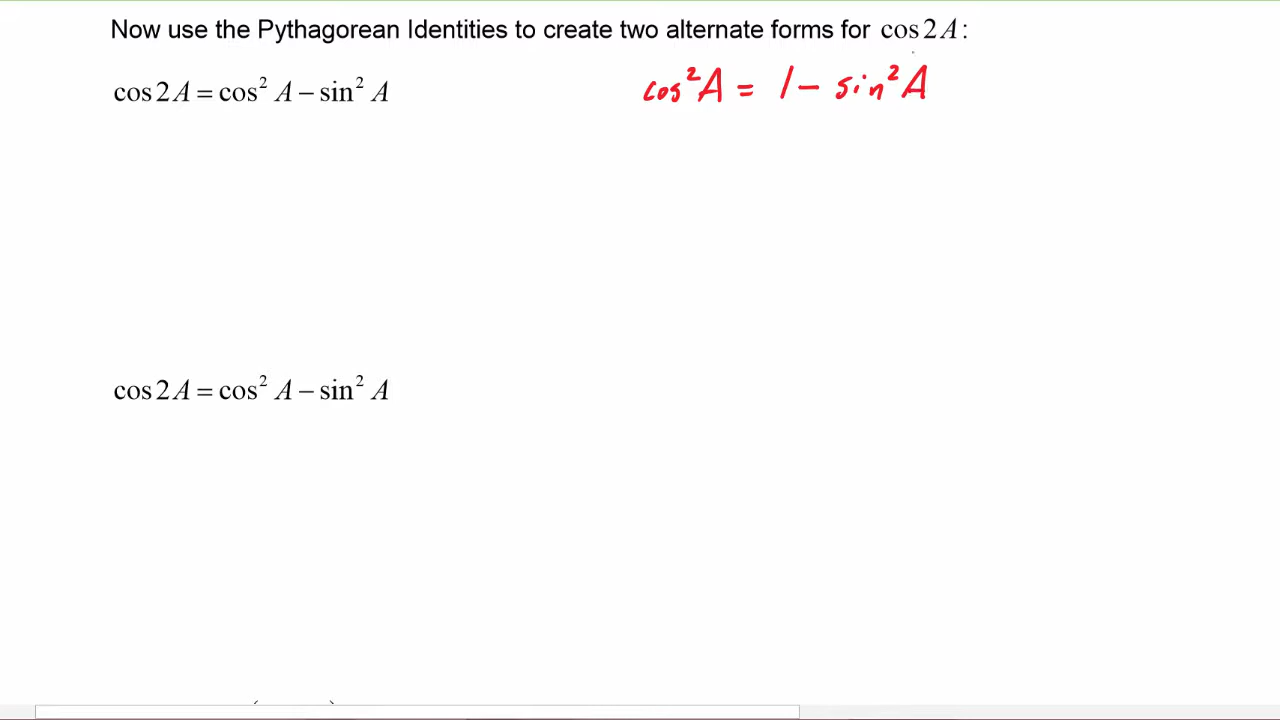 Now use the Pythagorean Identities to create two alternate forms for cos 2A:
cos 2A = cos² A − sin² A
cos²A = 1 − sin²A
cos 2A = cos² A − sin² A